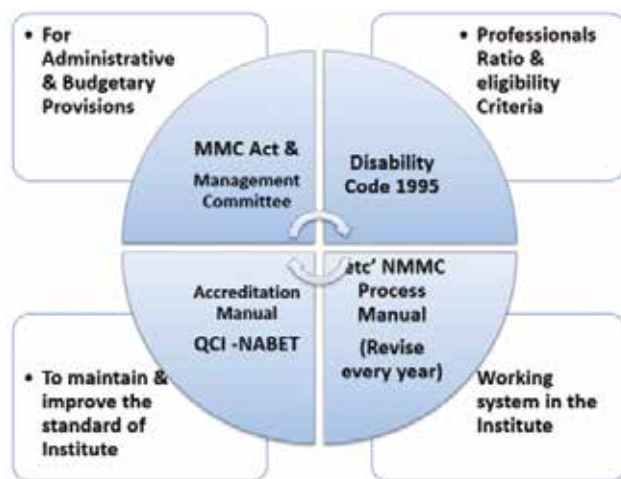 • For
Administrative
& Budgetary
Provisions
• Professionals
Ratio &
eligibility
Criteria
MMC Act &
Management
Committee
Disability
Code 1995
Accreditation
Manual
QCI -NABET
etc’ NMMC
Process
Manual
(Revise
every year)
• To maintain &
improve the
standard of
Institute
Working
system in the
Institute